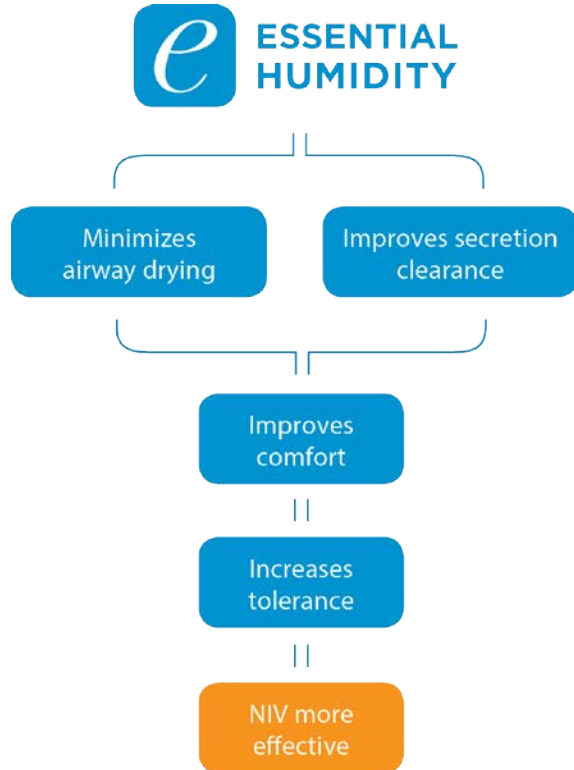 e
ESSENTIAL
HUMIDITY
Minimizes
airway drying
Improves secretion
clearance
Improves
comfort
Increases
tolerance
NIV more
effective